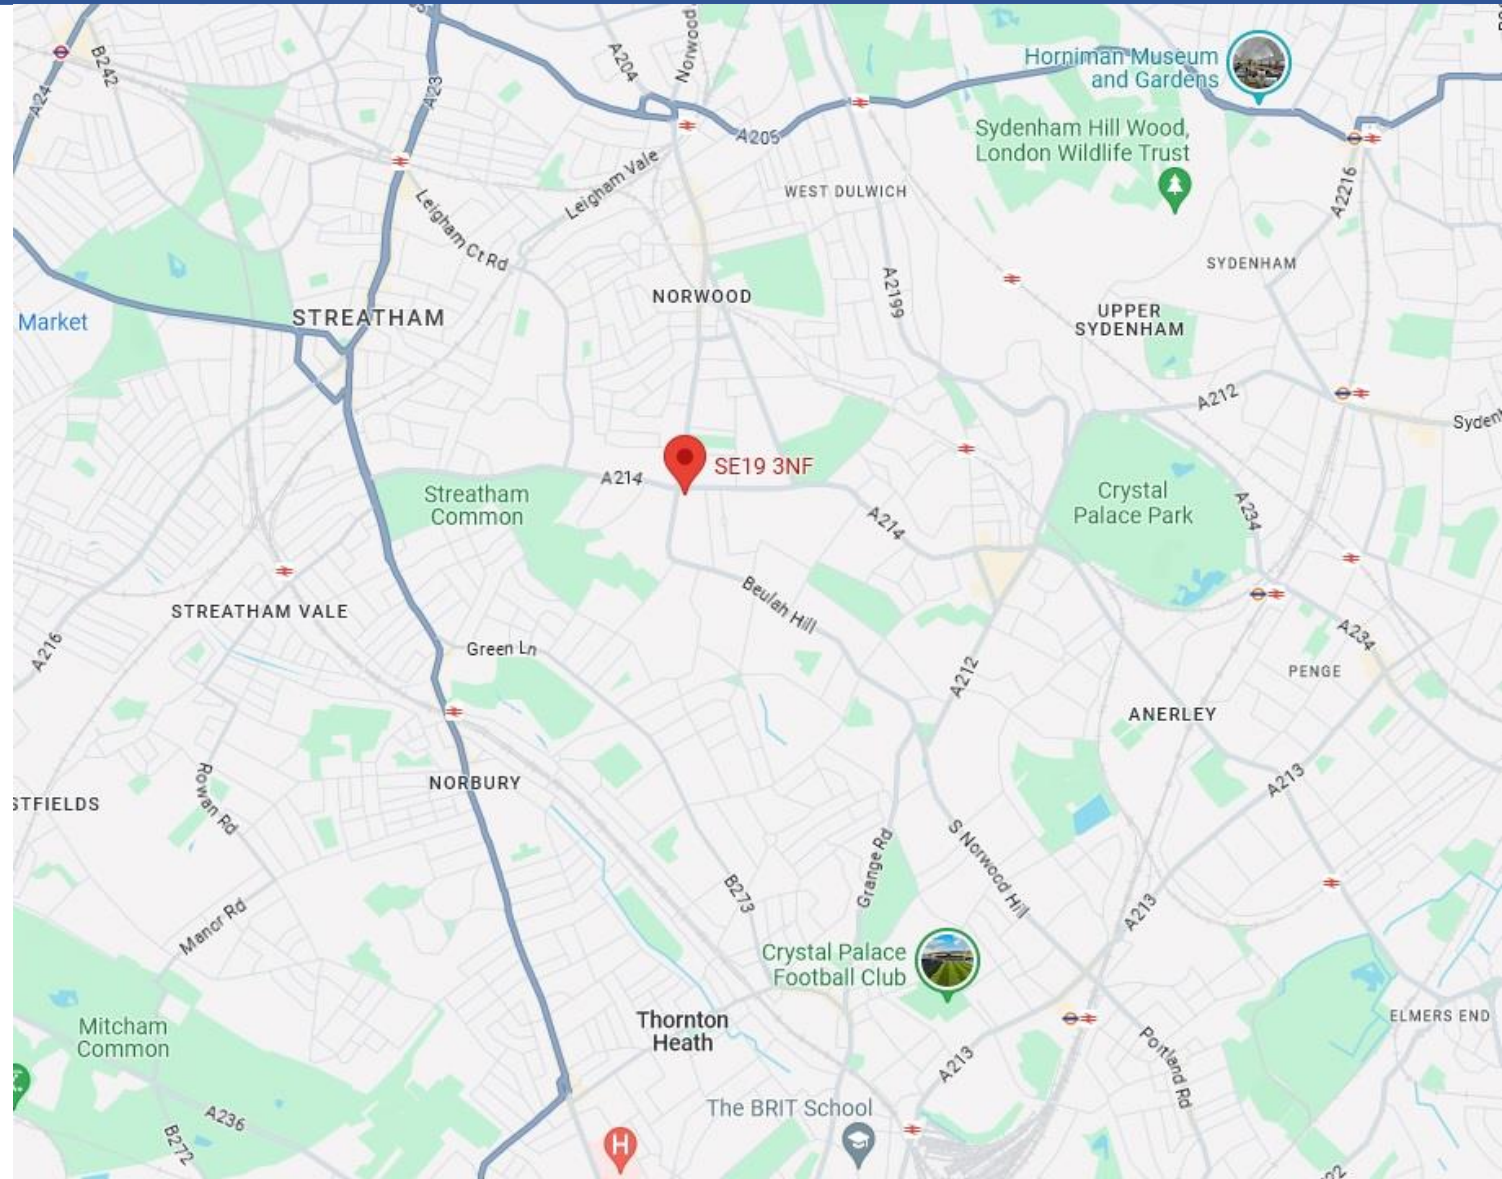 A24
B242
A23
A204
Norwood
A205
Horniman Museum
and Gardens
Sydenham Hill Wood,
London Wildlife Trust
A2216
Leigham Vale
WEST DULWICH
Leigham Ct Rd
SYDENHAM
A2199
NORWOOD
Market
STREATHAM
UPPER
SYDENHAM
A212
Syden
SE19 3NF
A214
Streatham
Common
Crystal
Palace Park
A234
A214
Beulah Hill
STREATHAM VALE
A216
Green Ln
A234
PENGE
A212
ANERLEY
NORBURY
A213
STFIELDS
Rowan Rd
S Norwood Hill
Grange Rd
B273
Manor Rd
A213
Crystal Palace
Football Club
Thornton
Heath
Mitcham
Common
ELMERS END
Portland Rd
A213
The BRIT School
A236
B272
H